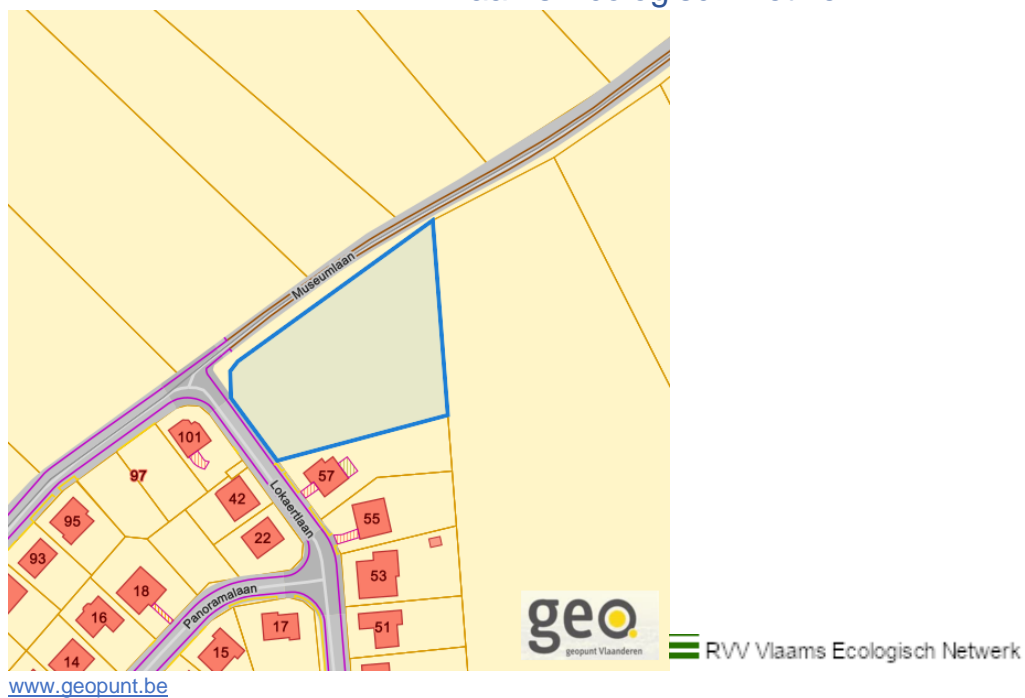 Museumlaan
101
97
57
42
Lokaertlaan
95
55
22
93
53
18
Panoramalaan
16
17
51
15
14
geo
geopunt Vlaanderen
RVV Vlaams Ecologisch Netwerk
www.geopunt.be